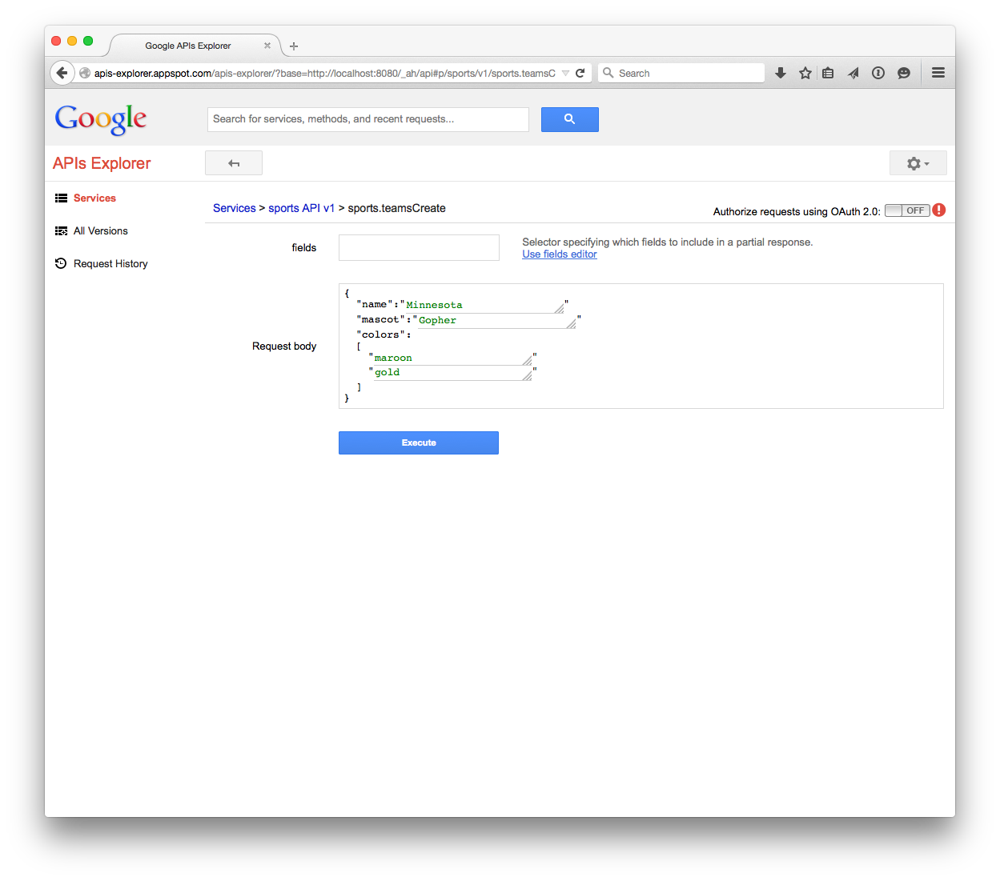 Google APIs Explorer
apis-explorer.appspot.com/apis-explorer/?base=http://localhost:8080/_ah/api#p/sports/v1/sports.teamsC
Search
Google
Search for services, methods, and recent requests...
APIs Explorer
Services
All Versions
Request History
Services > sports API v1 > sports.teamsCreate
Authorize requests using OAuth 2.0: OFF
fields
Selector specifying which fields to include in a partial response.
Use fields editor
Request body
{
"name":"Minnesota"
"mascot":"Gopher"
"colors":
[
"maroon"
"gold"
]
}
Execute